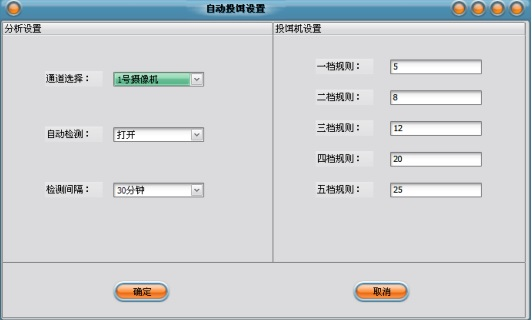 自动投饵设置
分析设置
投饵机设置
通道选择： 1号摄像机
自动检测： 打开
检测间隔： 30分钟
一档规则： 5
二档规则： 8
三档规则： 12
四档规则： 20
五档规则： 25
确定
取消